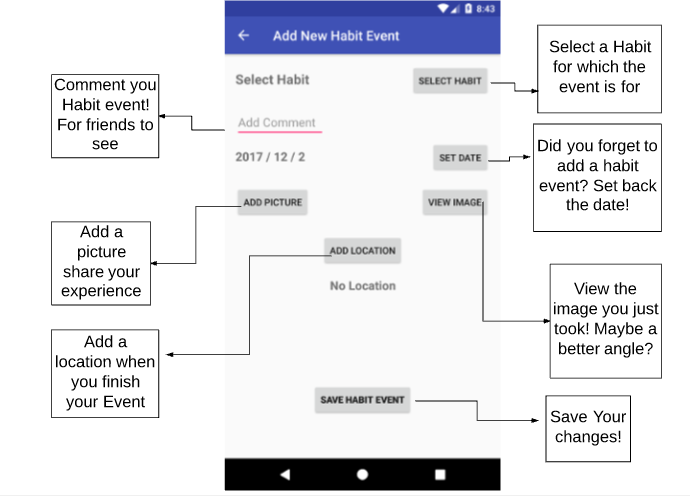 8:43
Add New Habit Event
Select Habit
SELECT HABIT
Add Comment
2017 / 12 / 2
SET DATE
ADD PICTURE
VIEW IMAGE
ADD LOCATION
No Location
SAVE HABIT EVENT
Comment you
Habit event!
For friends to
see
Add a
picture
share your
experience
Add a
location when
you finish
your Event
Select a Habit
for which the
event is for
Did you forget to
add a habit
event? Set back
the date!
View the
image you just
took! Maybe a
better angle?
Save Your
changes!